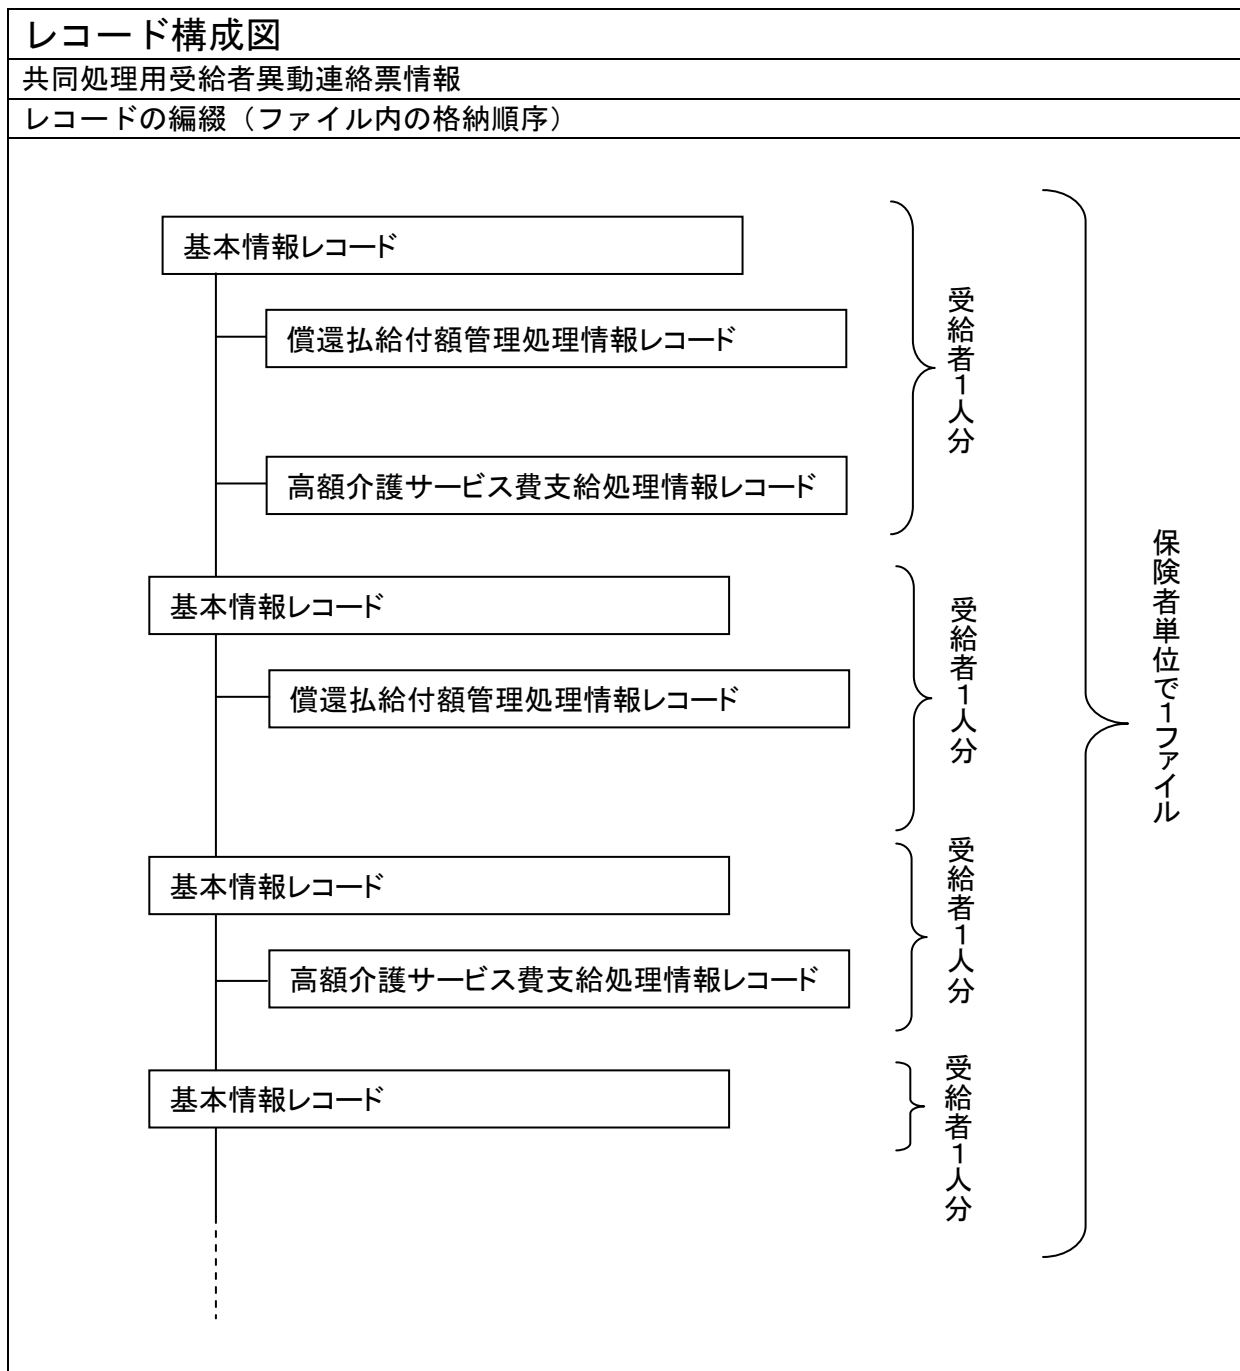 レコード構成図
共同処理用受給者異動連絡票情報
レコードの編綴（ファイル内の格納順序）
基本情報レコード
償還払給付額管理処理情報レコード
高額介護サービス費支給処理情報レコード
受給者1人分
基本情報レコード
償還払給付額管理処理情報レコード
受給者1人分
基本情報レコード
高額介護サービス費支給処理情報レコード
受給者1人分
基本情報レコード
受給者1人分
保険者単位で1ファイル